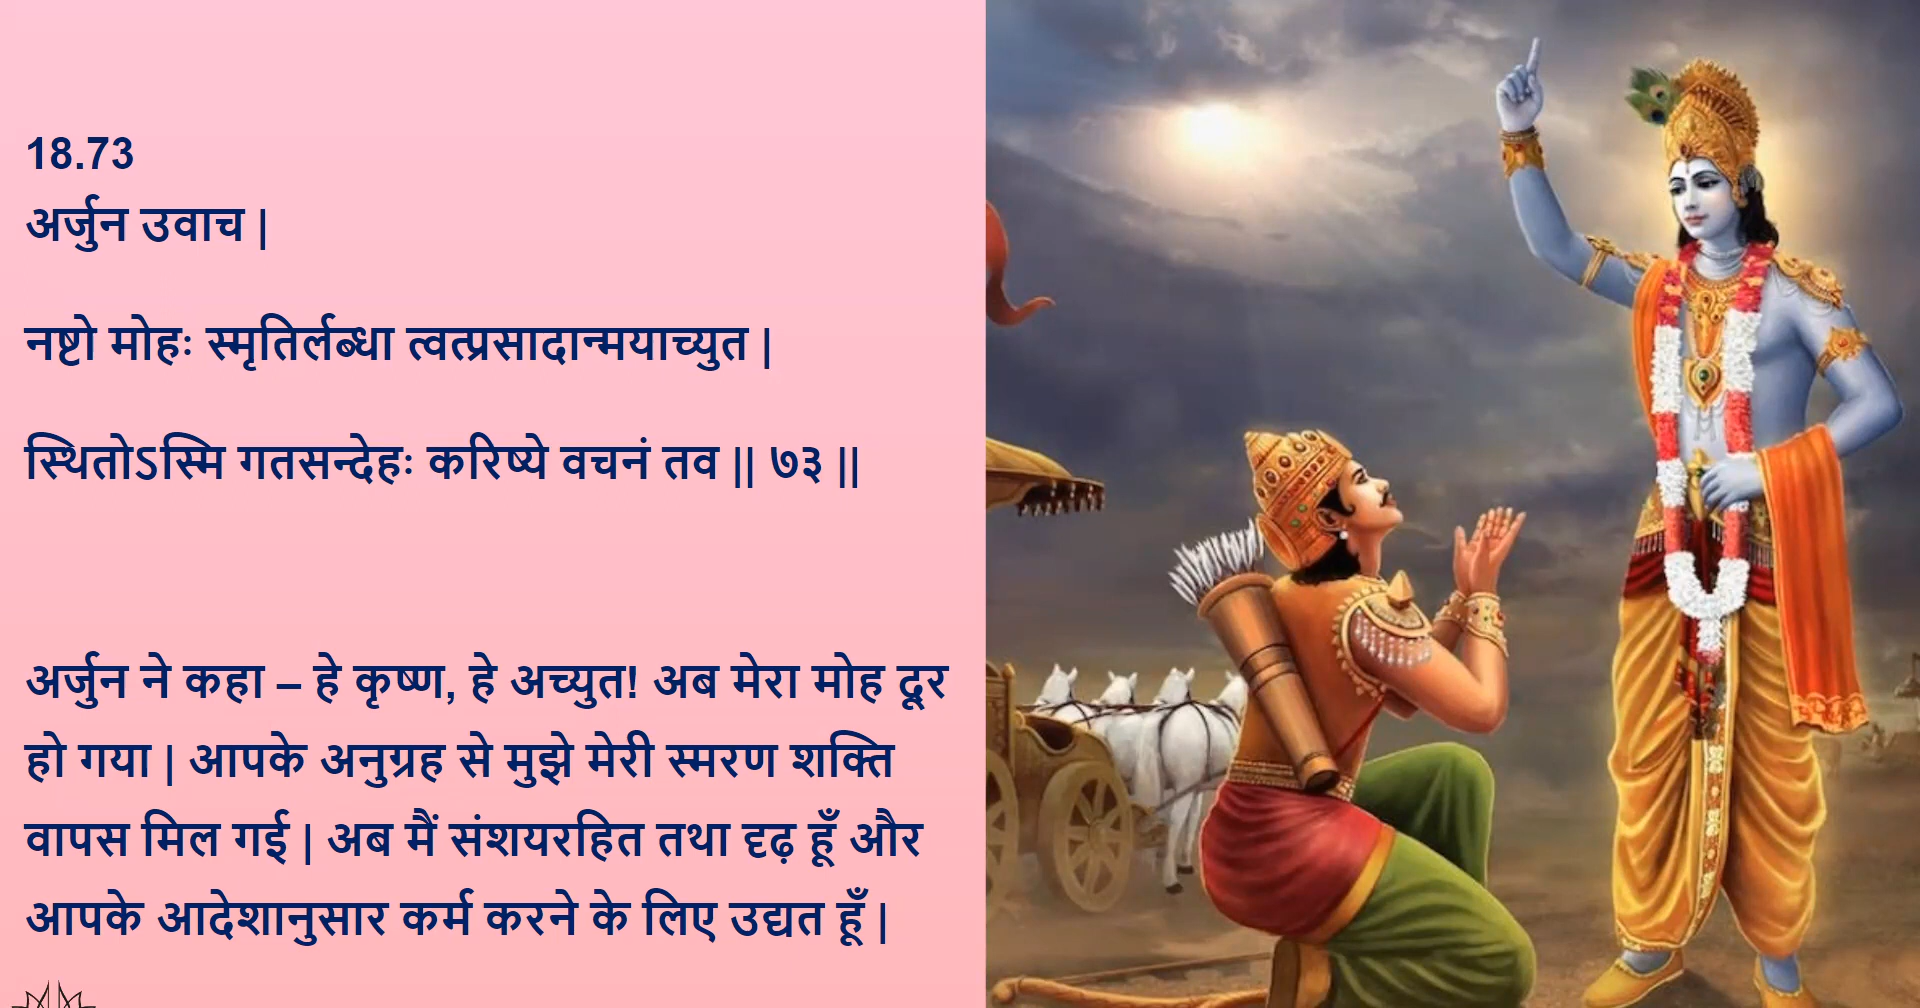 18.73
अर्जुन उवाच |
नष्टो मोहः स्मृतिर्लब्धा त्वत्प्रसादान्मयाच्युत |
स्थितोऽस्मि गतसन्देहः करिष्ये वचनं तव || ७३ ||
अर्जुन ने कहा – हे कृष्ण, हे अच्युत! अब मेरा मोह दूर
हो गया | आपके अनुग्रह से मुझे मेरी स्मरण शक्ति
वापस मिल गई | अब मैं संशयरहित तथा दृढ़ हूँ और
आपके आदेशानुसार कर्म करने के लिए उद्यत हूँ |